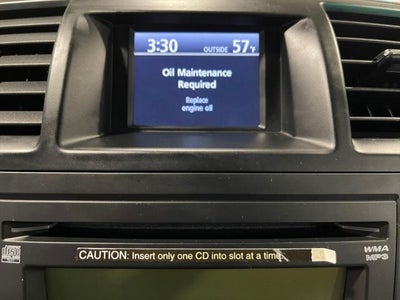 3:30 OUTSIDE 57°F
Oil Maintenance
Required
Replace
engine oil
WMA
MP3
CAUTION: Insert only one CD into slot at a time.